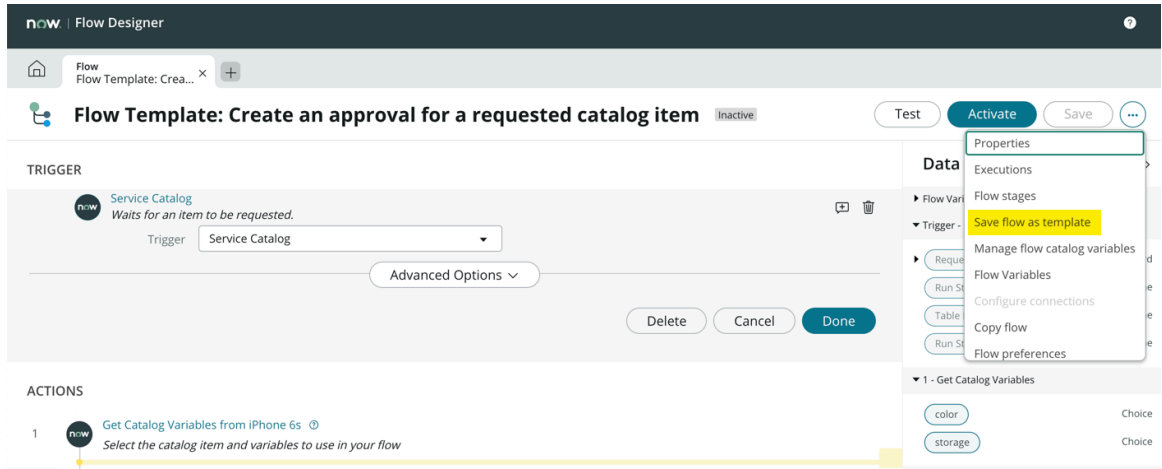 now. | Flow Designer
?
Flow
Flow Template: Crea... ×
+
Flow Template: Create an approval for a requested catalog item Inactive
Test
Activate
Save
...
Properties
Executions
Flow stages
Save flow as template
Manage flow catalog variables
Flow Variables
Configure connections
Copy flow
Flow preferences
TRIGGER
now
Service Catalog
Waits for an item to be requested.
Trigger Service Catalog
Advanced Options
Delete Cancel Done
Data
Flow Vari
Trigger -
Reque
Run St
Table
Run St
1 - Get Catalog Variables
color Choice
storage Choice
ACTIONS
1
now
Get Catalog Variables from iPhone 6s ?
Select the catalog item and variables to use in your flow